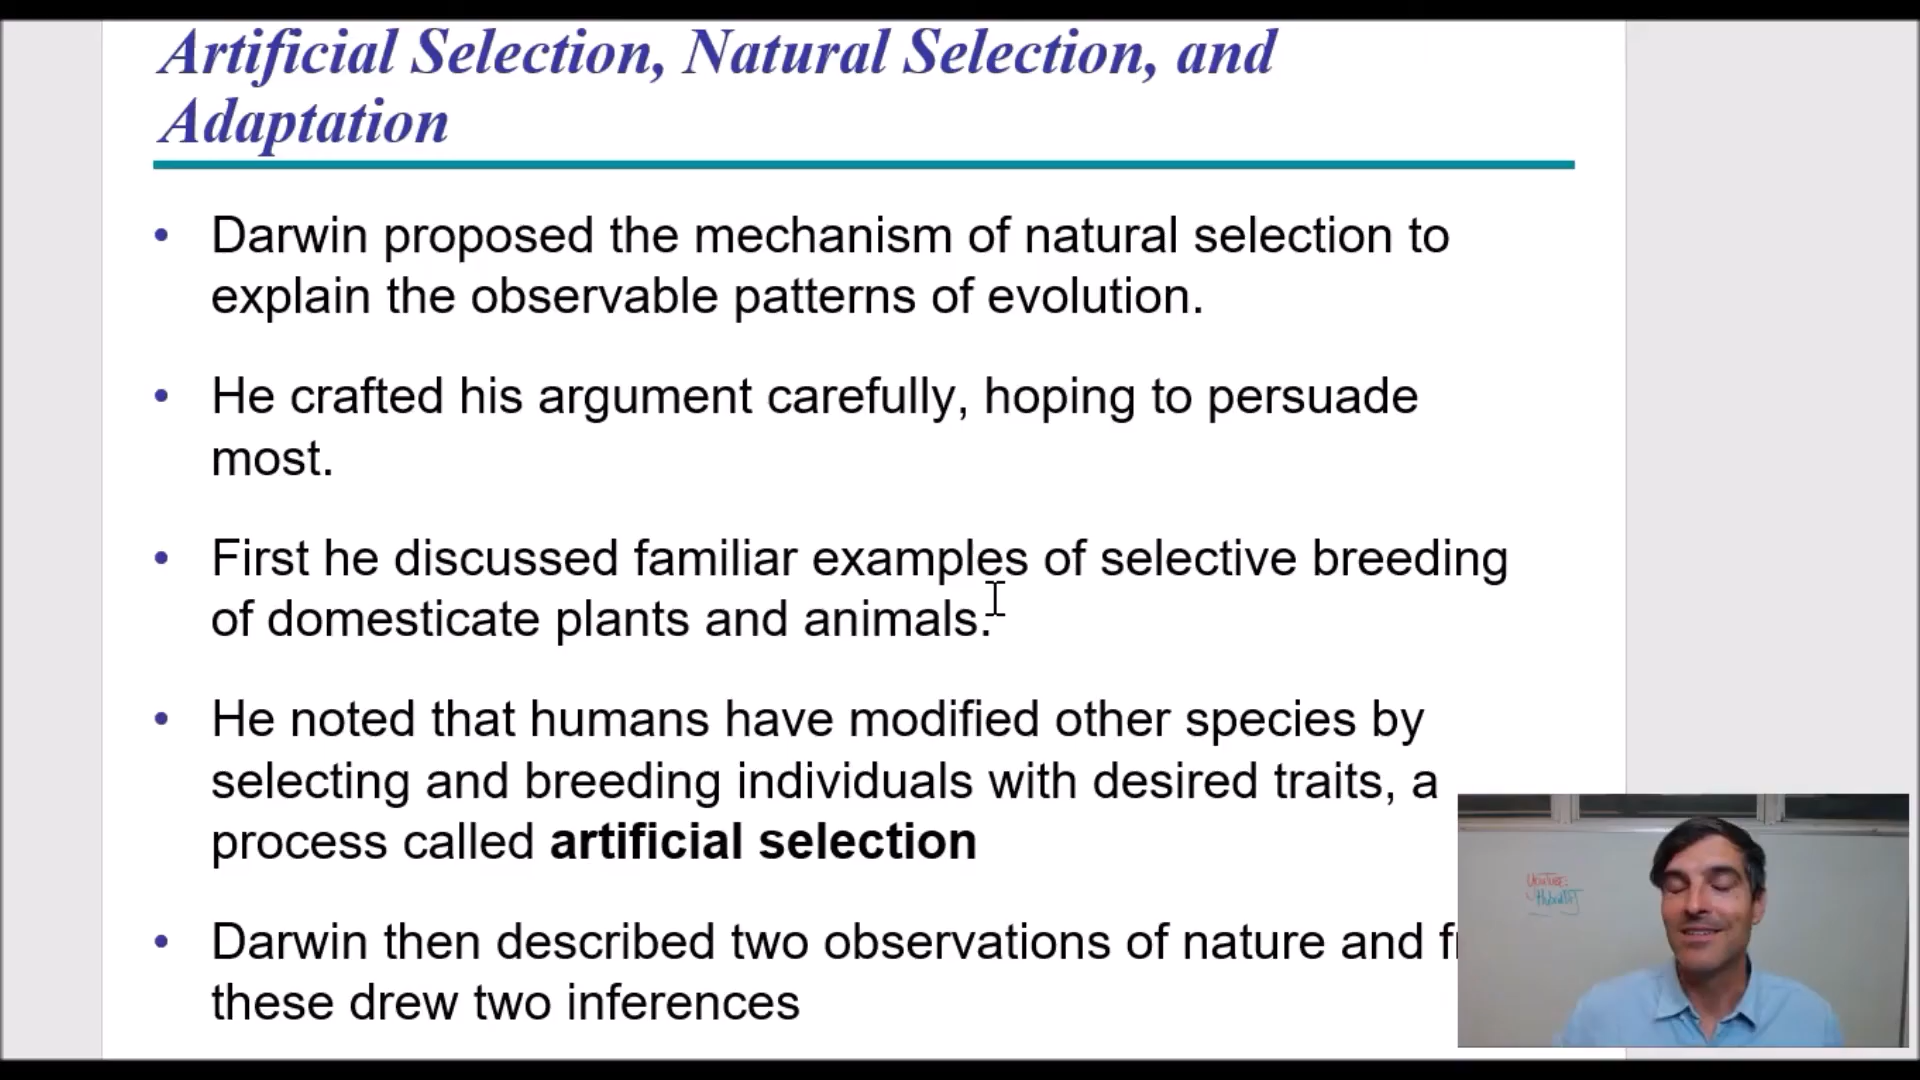 Artificial Selection, Natural Selection, and
Adaptation
• Darwin proposed the mechanism of natural selection to
explain the observable patterns of evolution.
• He crafted his argument carefully, hoping to persuade
most.
• First he discussed familiar examples of selective breeding
of domesticate plants and animals.
• He noted that humans have modified other species by
selecting and breeding individuals with desired traits, a
process called artificial selection
• Darwin then described two observations of nature and
these drew two inferences
YouTube: